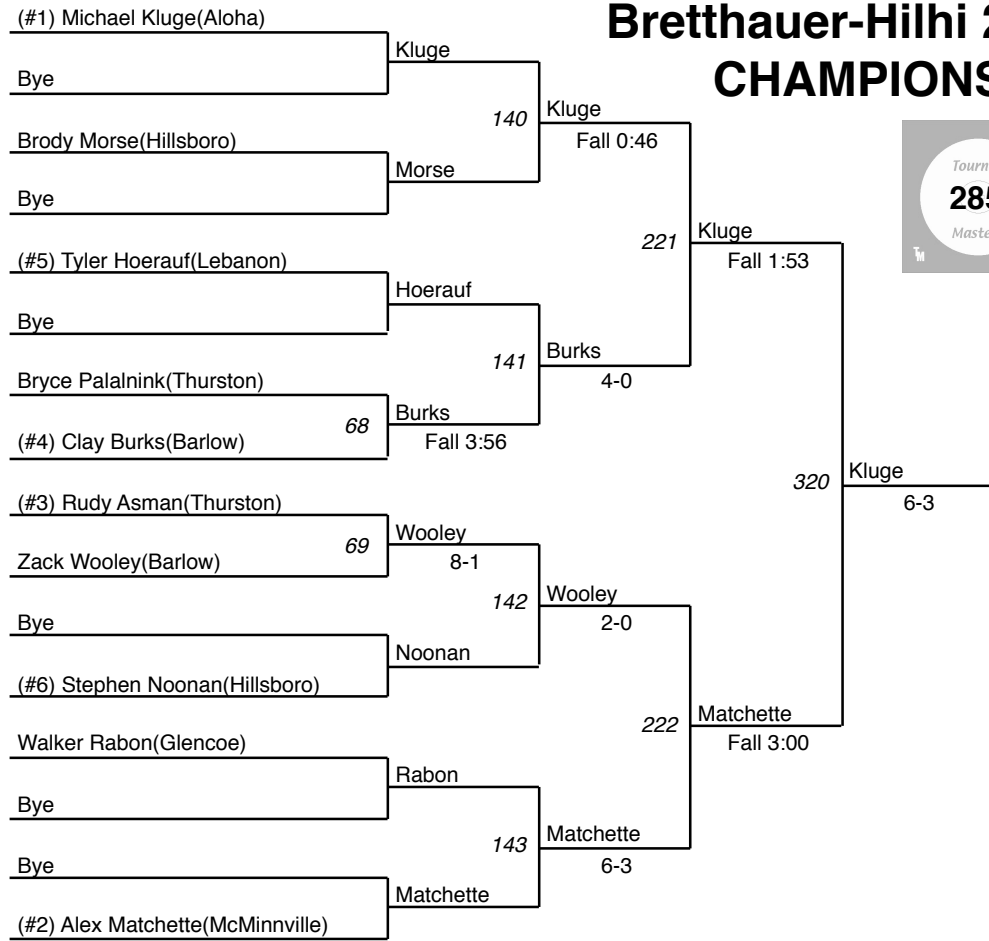 Bretthauer-Hilhi
CHAMPIONS
(#1) Michael Kluge(Aloha)
Kluge
Bye
140
Kluge
Fall 0:46
Brody Morse(Hillsboro)
Morse
Bye
221
Kluge
Fall 1:53
(#5) Tyler Hoerauf(Lebanon)
Hoerauf
Bye
141
Burks
4-0
Bryce Palalnink(Thurston)
68
Burks
Fall 3:56
(#4) Clay Burks(Barlow)
320
Kluge
6-3
(#3) Rudy Asman(Thurston)
69
Wooley
8-1
Zack Wooley(Barlow)
142
Wooley
2-0
Bye
Noonan
(#6) Stephen Noonan(Hillsboro)
222
Matchette
Fall 3:00
Walker Rabon(Glencoe)
Rabon
Bye
143
Matchette
6-3
Bye
Matchette
(#2) Alex Matchette(McMinnville)
Tourn
285
Maste
TM